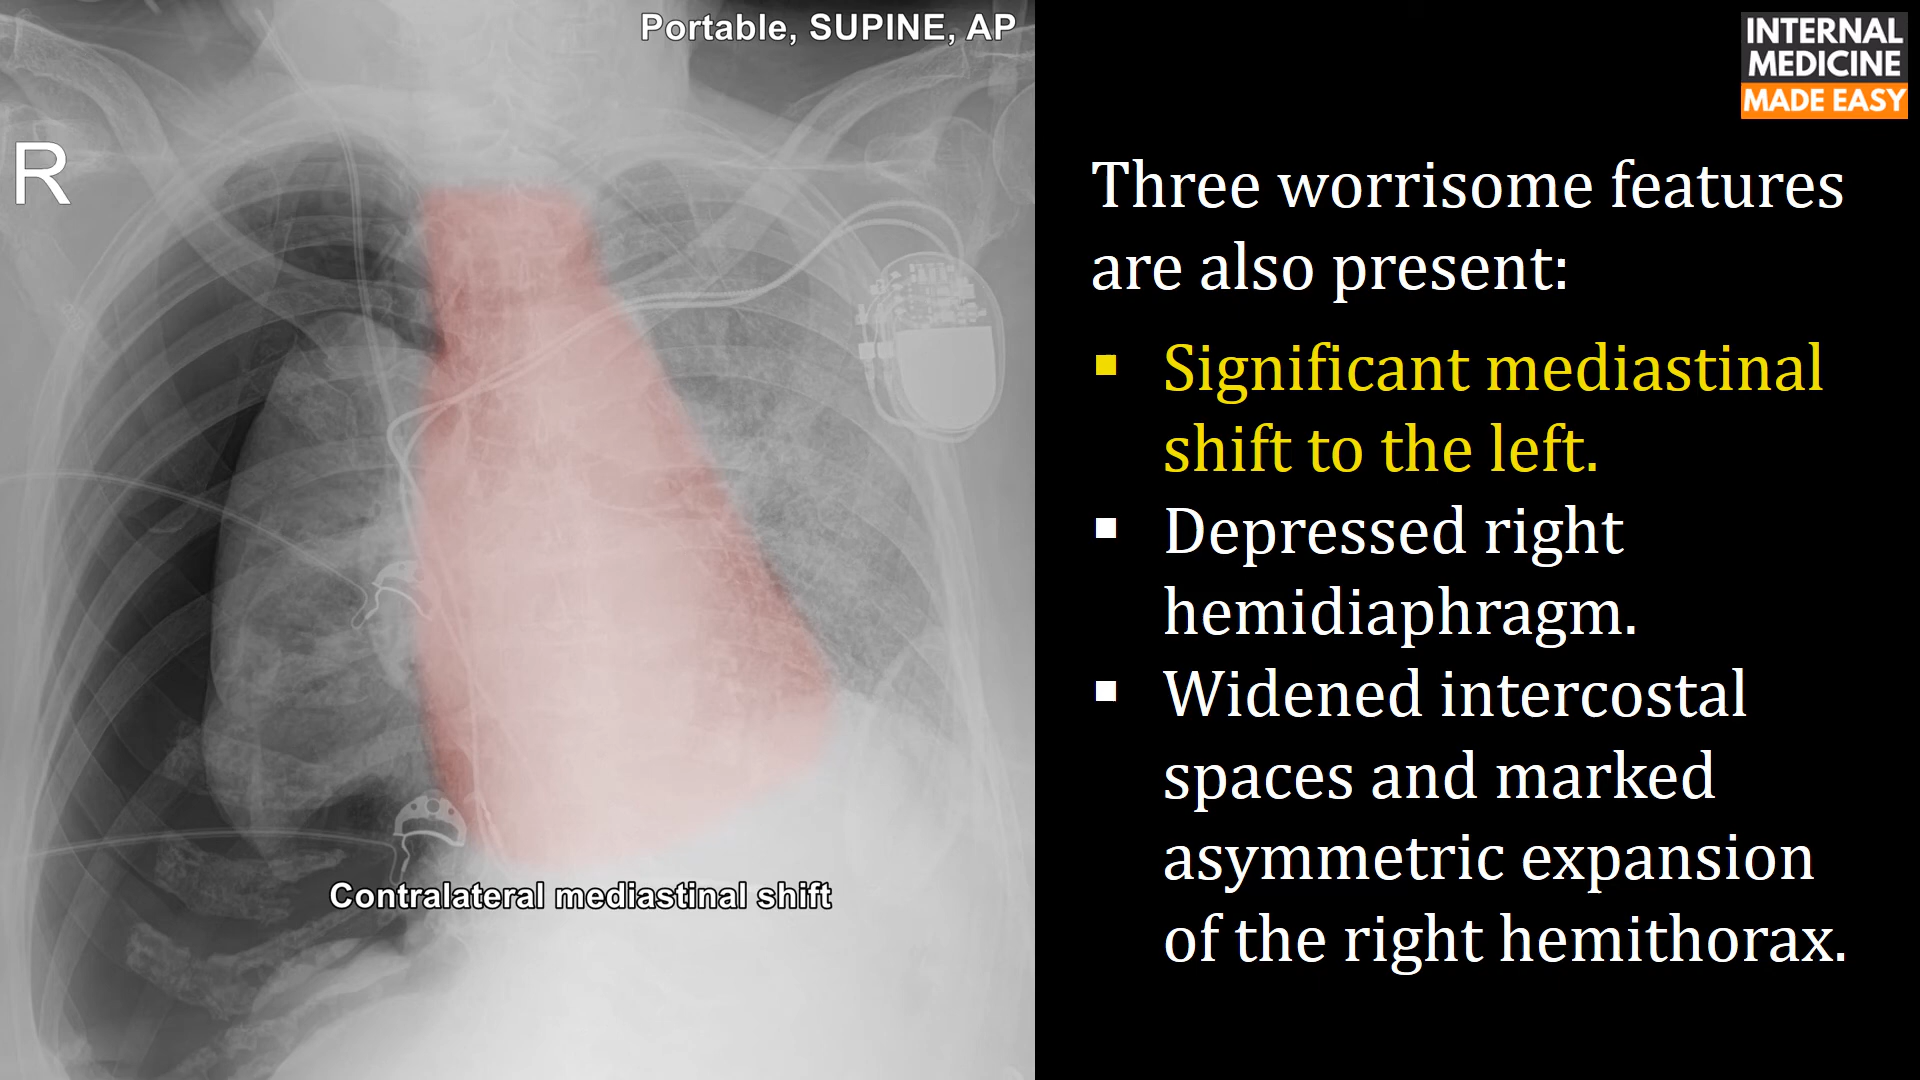 Portable, SUPINE, AP
R
Contralateral mediastinal shift
INTERNAL
MEDICINE
MADE EASY
Three worrisome features
are also present:
▪ Significant mediastinal
shift to the left.
▪ Depressed right
hemidiaphragm.
▪ Widened intercostal
spaces and marked
asymmetric expansion
of the right hemithorax.